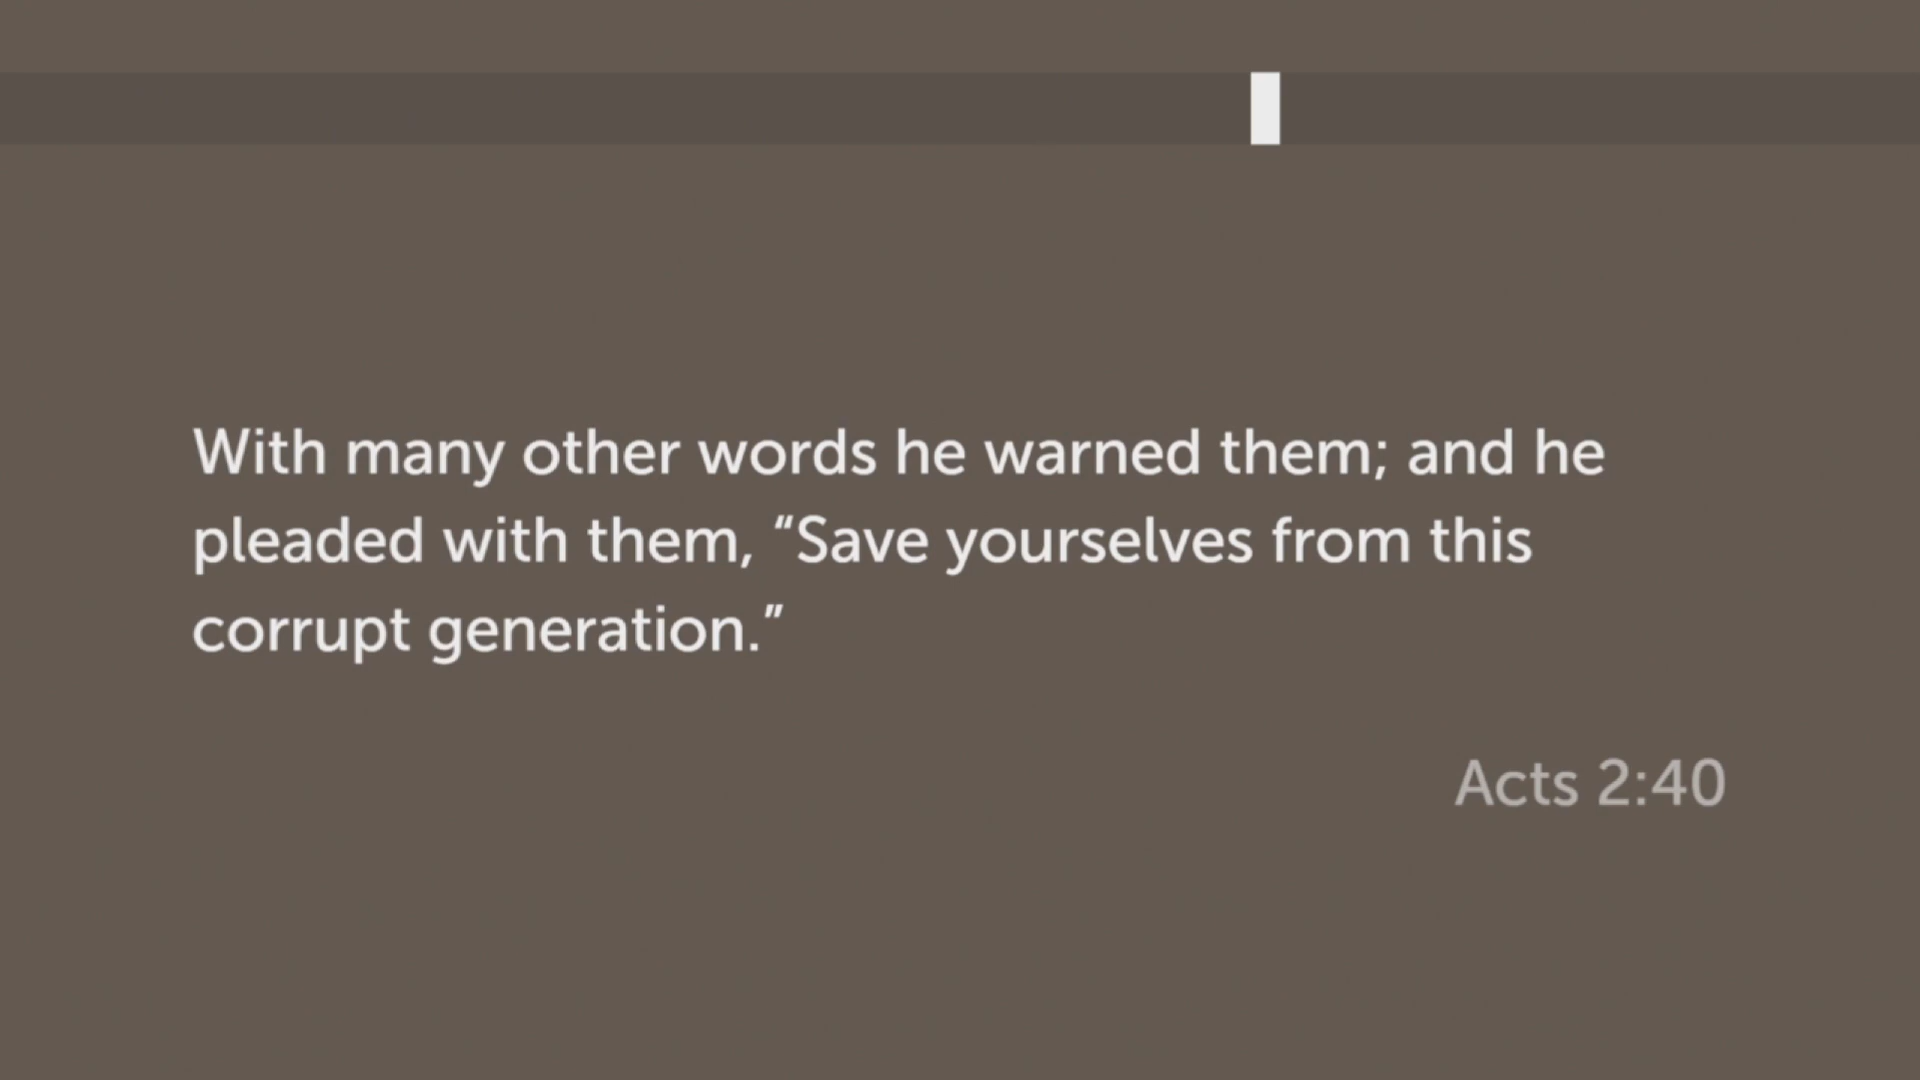 With many other words he warned them; and he
pleaded with them, “Save yourselves from this
corrupt generation.”
Acts 2:40